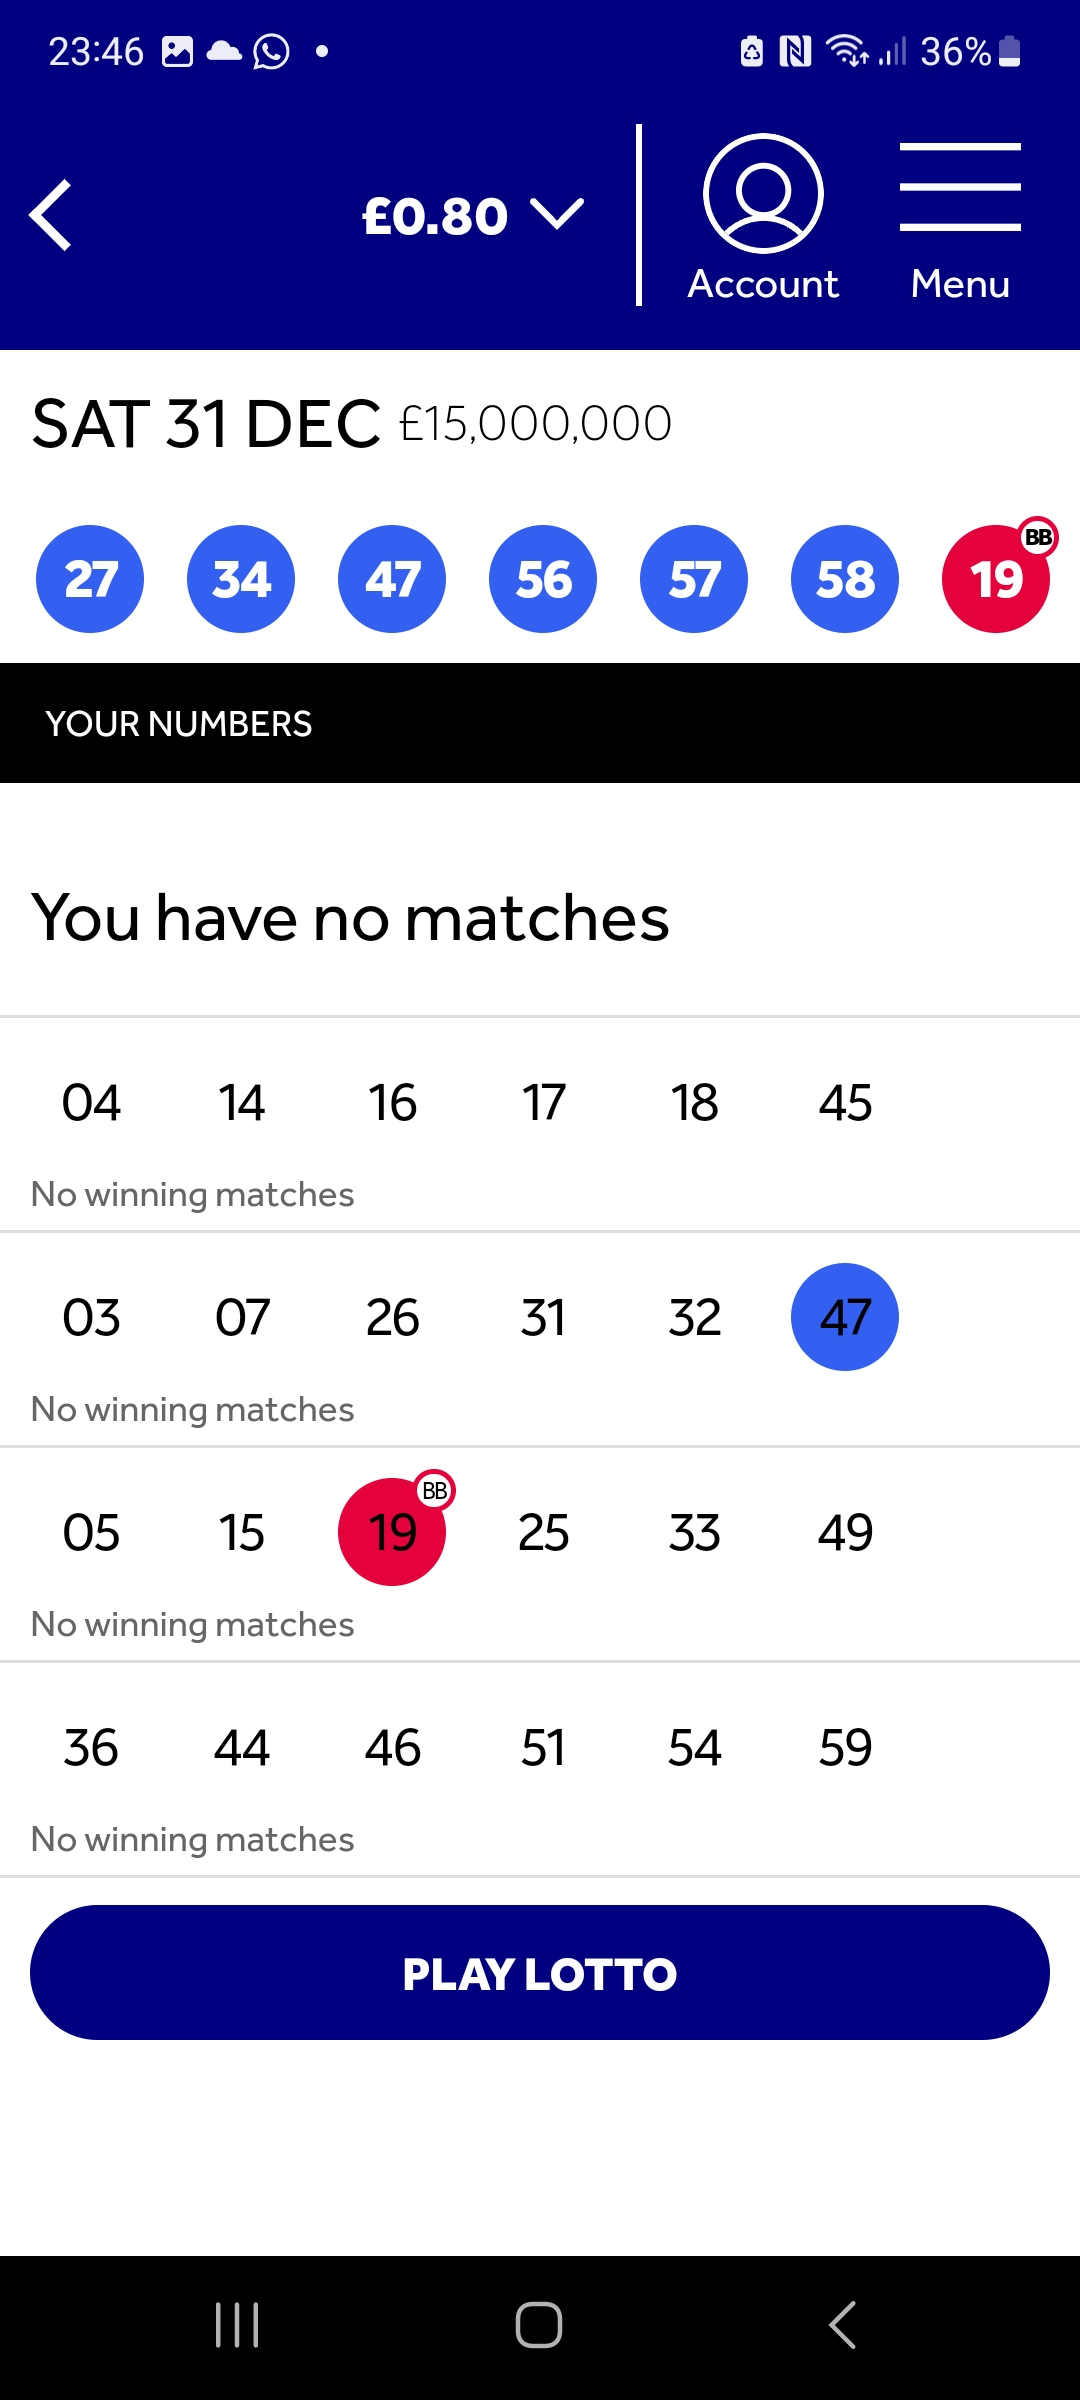 23:46 36%
£0.80
Account Menu
SAT 31 DEC £15,000,000
27 34 47 56 57 58 19 BB
YOUR NUMBERS
You have no matches
04 14 16 17 18 45
No winning matches
03 07 26 31 32 47
No winning matches
05 15 19 BB 25 33 49
No winning matches
36 44 46 51 54 59
No winning matches
PLAY LOTTO